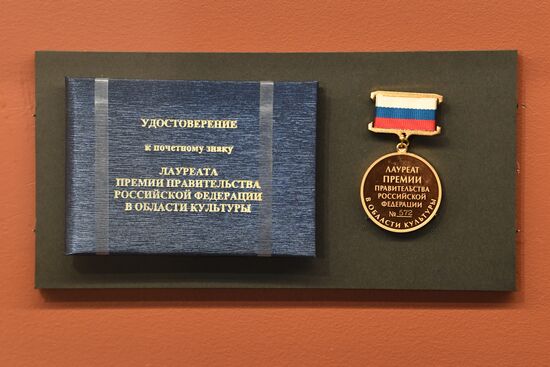 УДОСТОВЕРЕНИЕ
к почетному знаку
ЛАУРЕАТА
ПРЕМИИ ПРАВИТЕЛЬСТВА
РОССИЙСКОЙ ФЕДЕРАЦИИ
В ОБЛАСТИ КУЛЬТУРЫ
ЛАУРЕАТ
ПРЕМИИ
ПРАВИТЕЛЬСТВА
РОССИЙСКОЙ
ФЕДЕРАЦИИ
№ 572
В ОБЛАСТИ КУЛЬТУРЫ